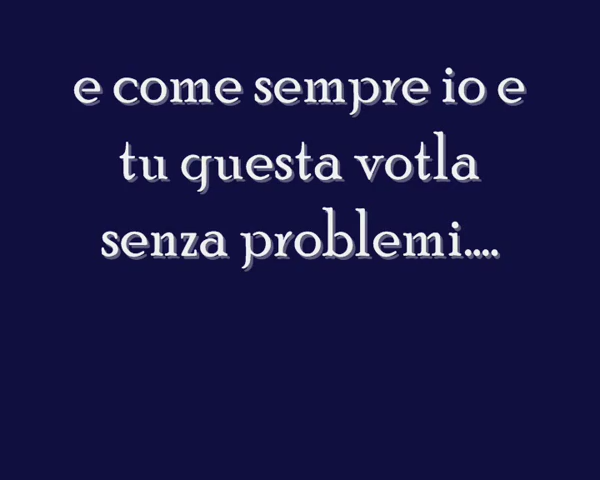 e come sempre io e
tu questa votla
senza problemi....